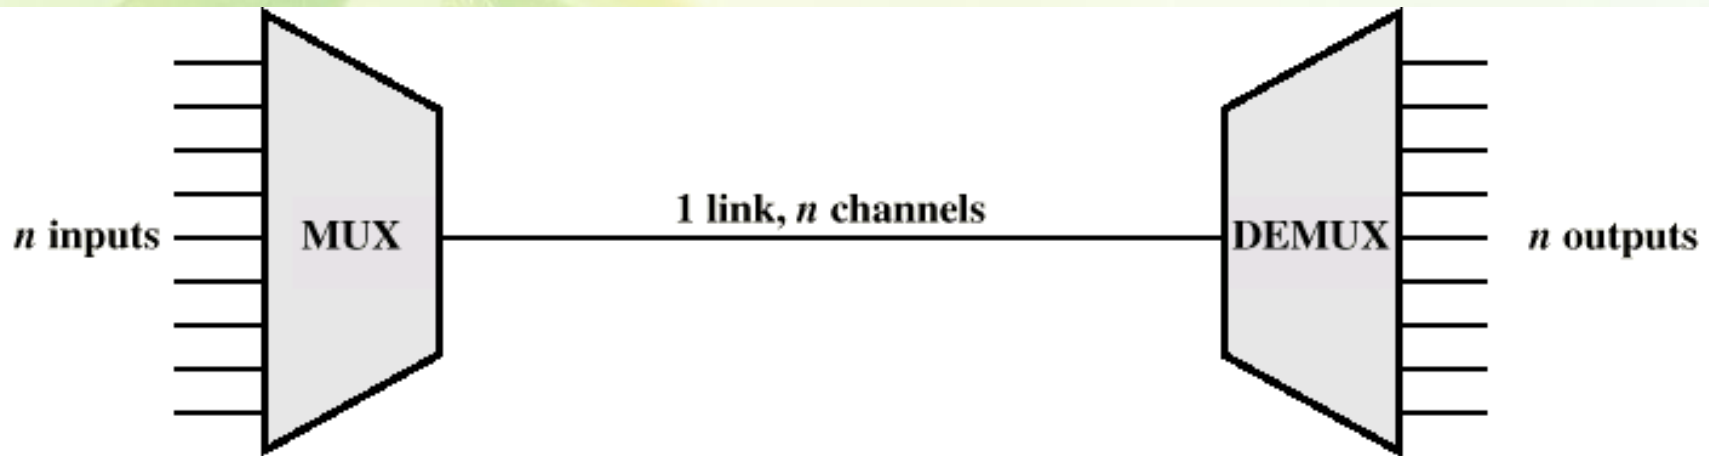 n inputs
MUX
1 link, n channels
DEMUX
n outputs